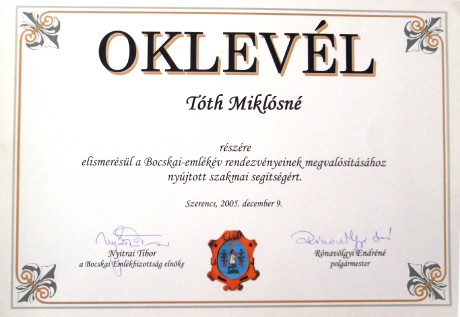 OKLEVÉL
Tóth Miklósné
részére
elismerésül a Bocskai-emlékév rendezvényeinek megvalósításához
nyújtott szakmai segítségért.
Szerencs, 2005. december 9.
Nyitrai Tibor
a Bocskai Emlékbizottság elnöke
Rónavölgyi Endréné
polgármester